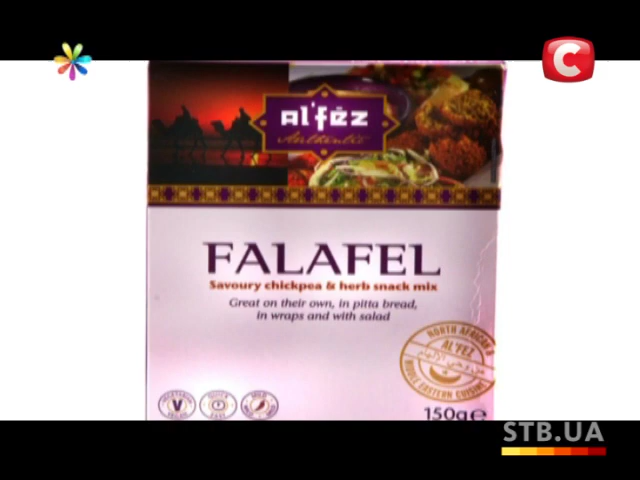 C
AL'FĒZ
Authentic
FALAFEL
Savoury chickpea & herb snack mix
Great on their own, in pitta bread,
in wraps and with salad
NORTH AFRICAN &
AL'FEZ
MIDDLE EASTERN CUISINE
V
150g e
STB.UA